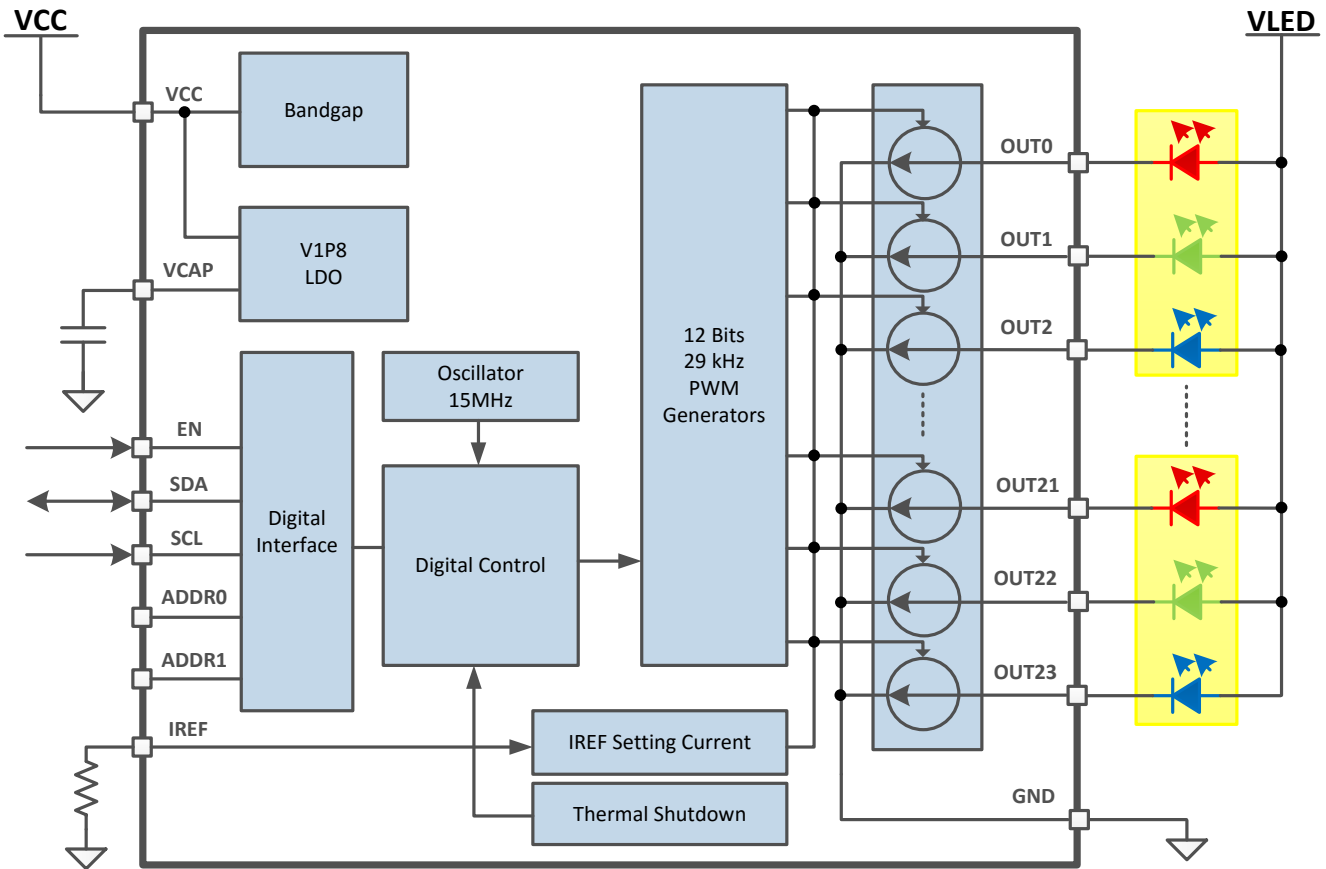 VCC
VLED
VCC
Bandgap
OUT0
V1P8
LDO
OUT1
VCAP
OUT2
12 Bits
29 kHz
PWM
Generators
Oscillator
15MHz
EN
SDA
OUT21
Digital
Interface
SCL
Digital Control
OUT22
ADDR0
ADDR1
OUT23
IREF
IREF Setting Current
GND
Thermal Shutdown